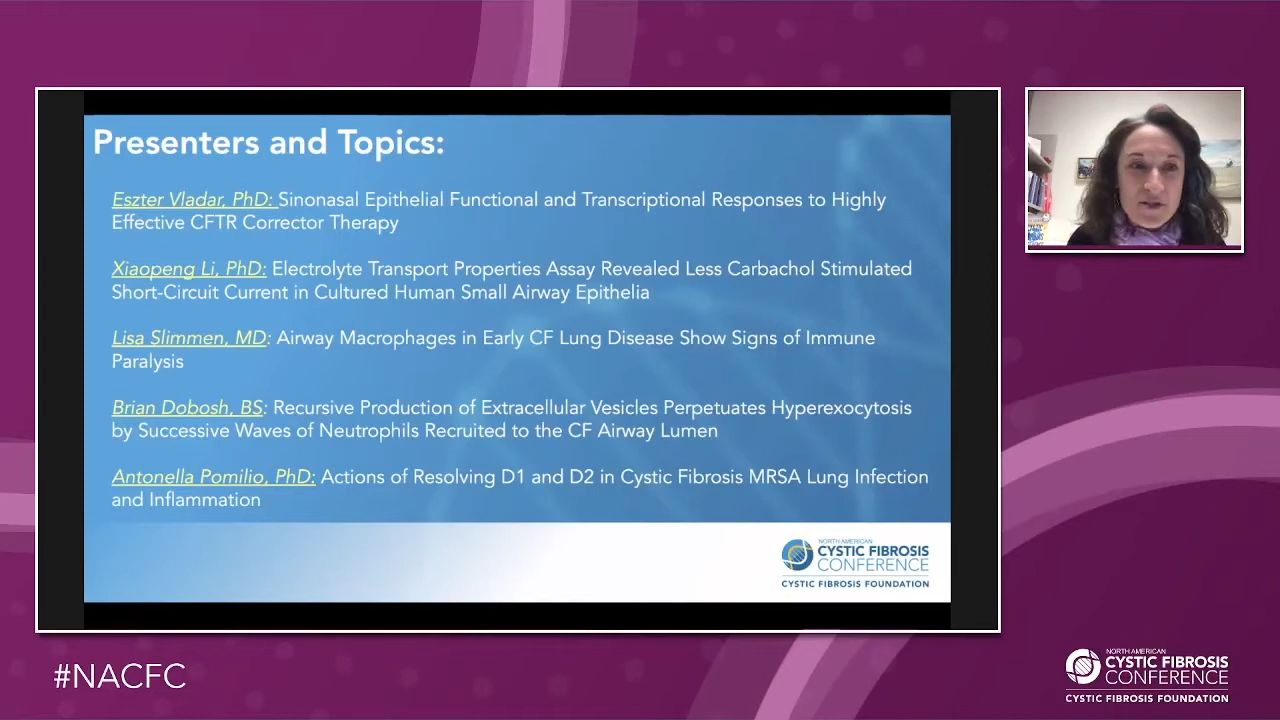 Presenters and Topics:
Eszter Vladar, PhD: Sinonasal Epithelial Functional and Transcriptional Responses to Highly
Effective CFTR Corrector Therapy
Xiaopeng Li, PhD: Electrolyte Transport Properties Assay Revealed Less Carbachol Stimulated
Short-Circuit Current in Cultured Human Small Airway Epithelia
Lisa Slimmen, MD: Airway Macrophages in Early CF Lung Disease Show Signs of Immune
Paralysis
Brian Dobosh, BS: Recursive Production of Extracellular Vesicles Perpetuates Hyperexocytosis
by Successive Waves of Neutrophils Recruited to the CF Airway Lumen
Antonella Pomilio, PhD: Actions of Resolving D1 and D2 in Cystic Fibrosis MRSA Lung Infection
and Inflammation
NORTH AMERICAN
CYSTIC FIBROSIS
CONFERENCE
CYSTIC FIBROSIS FOUNDATION
#NACFC
NORTH AMERICAN
CYSTIC FIBROSIS
CONFERENCE
CYSTIC FIBROSIS FOUNDATION